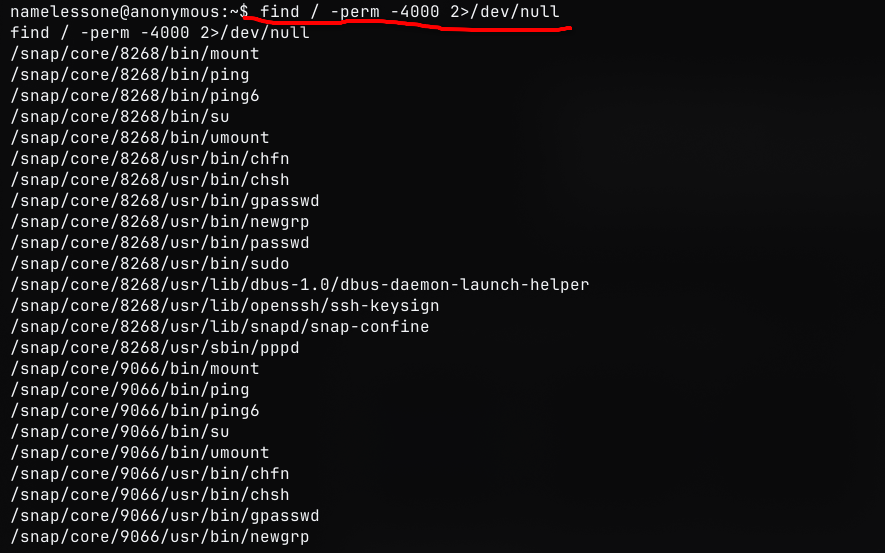 namelessone@anonymous:~$ find / -perm -4000 2>/dev/null
find / -perm -4000 2>/dev/null
/snap/core/8268/bin/mount
/snap/core/8268/bin/ping
/snap/core/8268/bin/ping6
/snap/core/8268/bin/su
/snap/core/8268/bin/umount
/snap/core/8268/usr/bin/chfn
/snap/core/8268/usr/bin/chsh
/snap/core/8268/usr/bin/gpasswd
/snap/core/8268/usr/bin/newgrp
/snap/core/8268/usr/bin/passwd
/snap/core/8268/usr/bin/sudo
/snap/core/8268/usr/lib/dbus-1.0/dbus-daemon-launch-helper
/snap/core/8268/usr/lib/openssh/ssh-keysign
/snap/core/8268/usr/lib/snapd/snap-confine
/snap/core/8268/usr/sbin/pppd
/snap/core/9066/bin/mount
/snap/core/9066/bin/ping
/snap/core/9066/bin/ping6
/snap/core/9066/bin/su
/snap/core/9066/bin/umount
/snap/core/9066/usr/bin/chfn
/snap/core/9066/usr/bin/chsh
/snap/core/9066/usr/bin/gpasswd
/snap/core/9066/usr/bin/newgrp